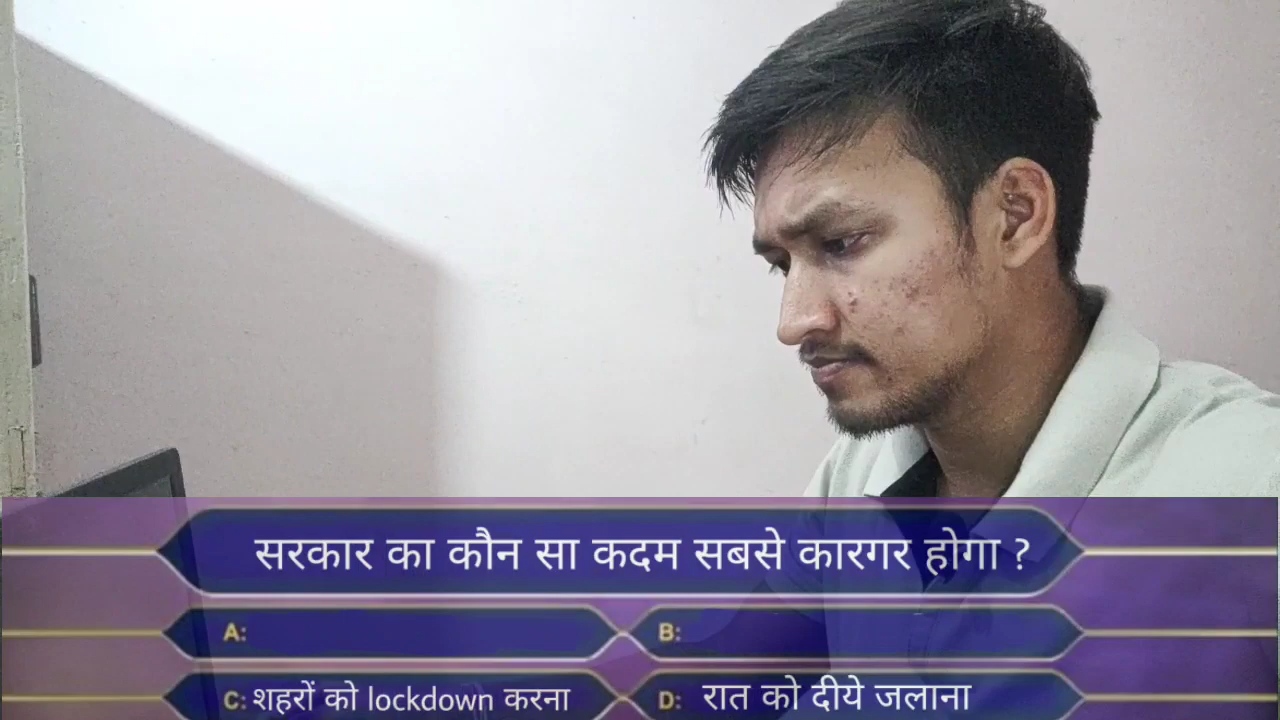 सरकार का कौन सा कदम सबसे कारगर होगा ?
A:
B:
C: शहरों को lockdown करना
D: रात को दीये जलाना